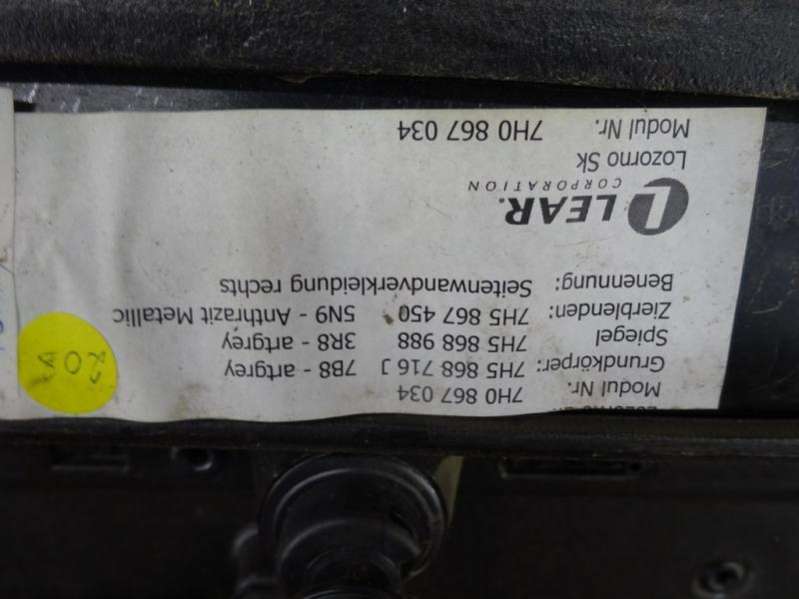 Modul Nr. 7H0 867 034
Grundkörper: 7H5 868 716 J 7B8 - artgrey
Spiegel 7H5 868 988 3R8 - artgrey
Zierblenden: 7H5 867 450 5N9 - Anthrazit Metallic
Benennung: Seitenwandverkleidung rechts
LEAR.
CORPORATION
Lozorno Sk
Modul Nr. 7H0 867 034